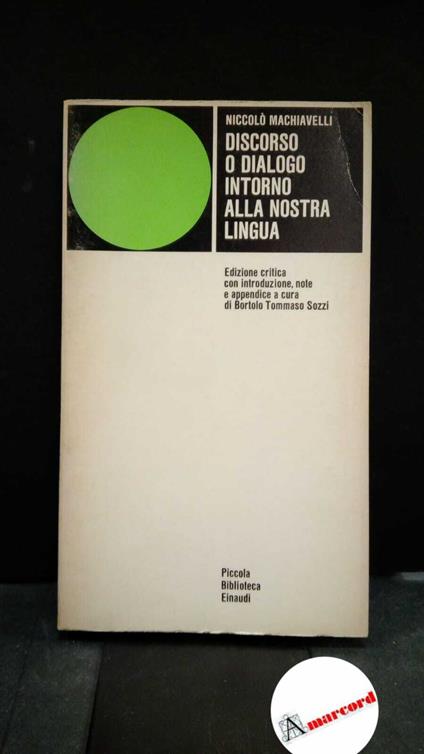 NICCOLÒ MACHIAVELLI
DISCORSO
O DIALOGO
INTORNO
ALLA NOSTRA
LINGUA
Edizione critica
con introduzione, note
e appendice a cura
di Bortolo Tommaso Sozzi
Piccola
Biblioteca
Einaudi
Amarcord